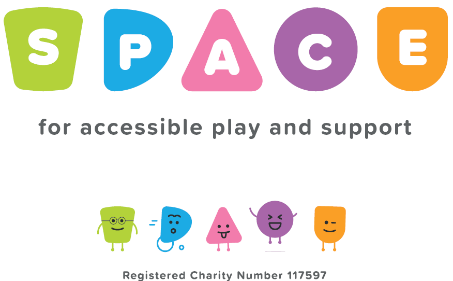 SPACE
for accessible play and support
Registered Charity Number 117597